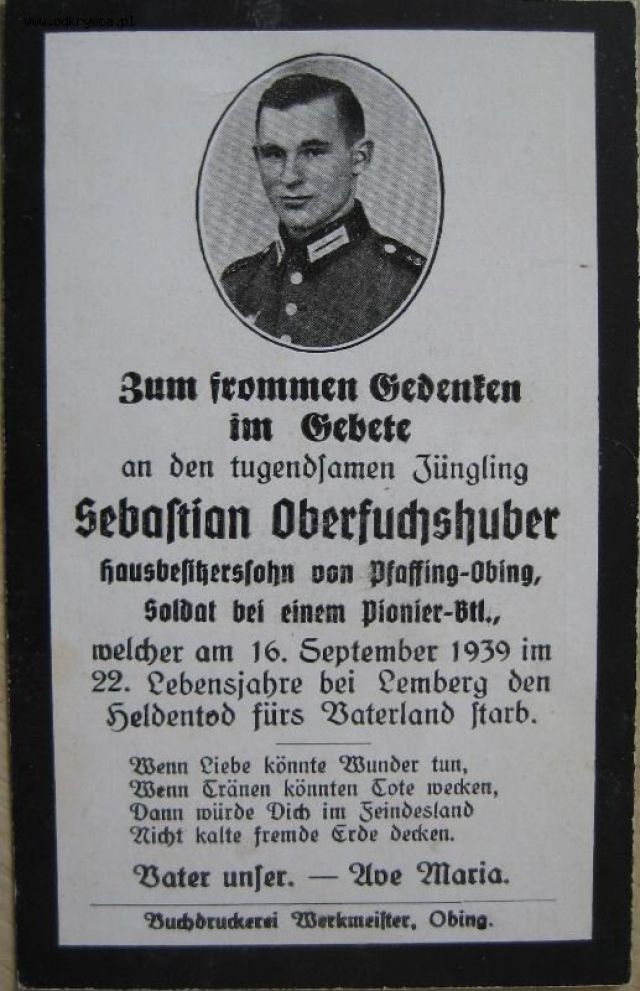 www.odkrywca.pl
Zum frommen Gedenken
im Gebete
an den tugendsamen Jüngling
Sebastian Oberfuchshuber
Hausbesitzerssohn von Pfaffing-Obing,
Soldat bei einem Pionier-Btl.,
welcher am 16. September 1939 im
22. Lebensjahre bei Lemberg den
Heldentod fürs Vaterland starb.
Wenn Liebe könnte Wunder tun,
Wenn Tränen könnten Tote wecken,
Dann würde Dich im Feindesland
Nicht kalte fremde Erde decken.
Vater unser. — Ave Maria.
Buchdruckerei Werkmeister, Obing.